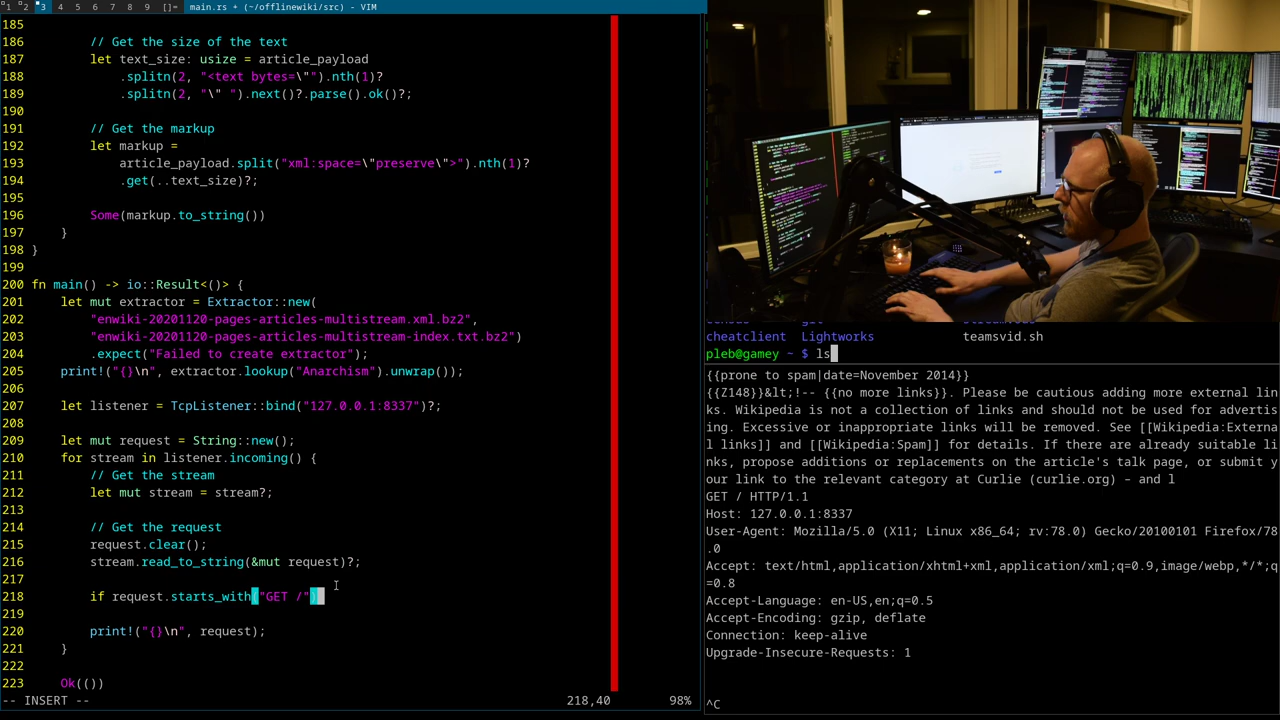 1 2 3 4 5 6 7 8 9 []= main.rs + (~/offlinewiki/src) - VIM
185
186 // Get the size of the text
187 let text_size: usize = article_payload
188 .splitn(2, "<text bytes=\"").nth(1)?
189 .splitn(2, "\" ").next()?.parse().ok()?;
190
191 // Get the markup
192 let markup =
193 article_payload.split("xml:space=\"preserve\">").nth(1)?
194 .get(..text_size)?;
195
196 Some(markup.to_string())
197 }
198 }
199
200 fn main() -> io::Result<()> {
201 let mut extractor = Extractor::new(
202 "enwiki-20201120-pages-articles-multistream.xml.bz2",
203 "enwiki-20201120-pages-articles-multistream-index.txt.bz2")
204 .expect("Failed to create extractor");
205 print!("{}\n", extractor.lookup("Anarchism").unwrap());
206
207 let listener = TcpListener::bind("127.0.0.1:8337")?;
208
209 let mut request = String::new();
210 for stream in listener.incoming() {
211 // Get the stream
212 let mut stream = stream?;
213
214 // Get the request
215 request.clear();
216 stream.read_to_string(&mut request)?;
217
218 if request.starts_with("GET /")
219
220 print!("{}\n", request);
221 }
222
223 Ok(())
-- INSERT -- 218,40 98%
cheatclient Lightworks teamsvid.sh
pleb@gamey ~ $ ls
{{prone to spam|date=November 2014}}
{{Z148}}&lt;!-- {{no more links}}. Please be cautious adding more external lin
ks. Wikipedia is not a collection of links and should not be used for advertis
ing. Excessive or inappropriate links will be removed. See [[Wikipedia:Externa
l links]] and [[Wikipedia:Spam]] for details. If there are already suitable li
nks, propose additions or replacements on the article's talk page, or submit y
our link to the relevant category at Curlie (curlie.org) - and l
GET / HTTP/1.1
Host: 127.0.0.1:8337
User-Agent: Mozilla/5.0 (X11; Linux x86_64; rv:78.0) Gecko/20100101 Firefox/78
.0
Accept: text/html,application/xhtml+xml,application/xml;q=0.9,image/webp,*/*;q
=0.8
Accept-Language: en-US,en;q=0.5
Accept-Encoding: gzip, deflate
Connection: keep-alive
Upgrade-Insecure-Requests: 1
^C